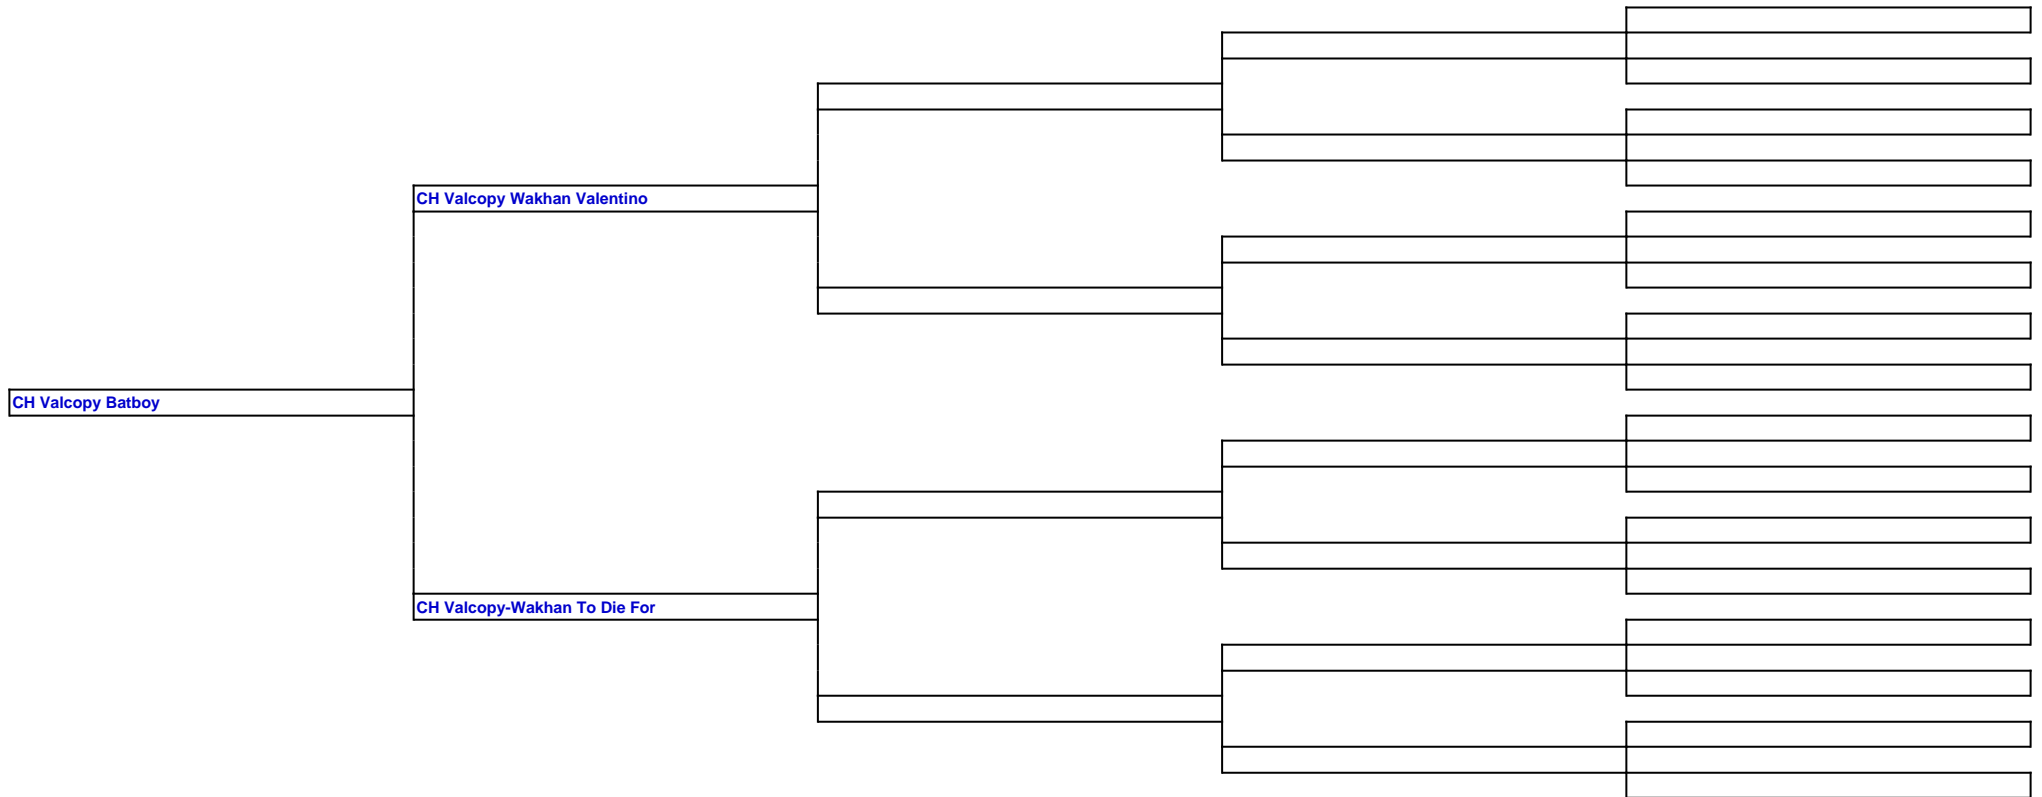 CH Valcopy Wakhan Valentino
CH Valcopy Batboy
CH Valcopy-Wakhan To Die For